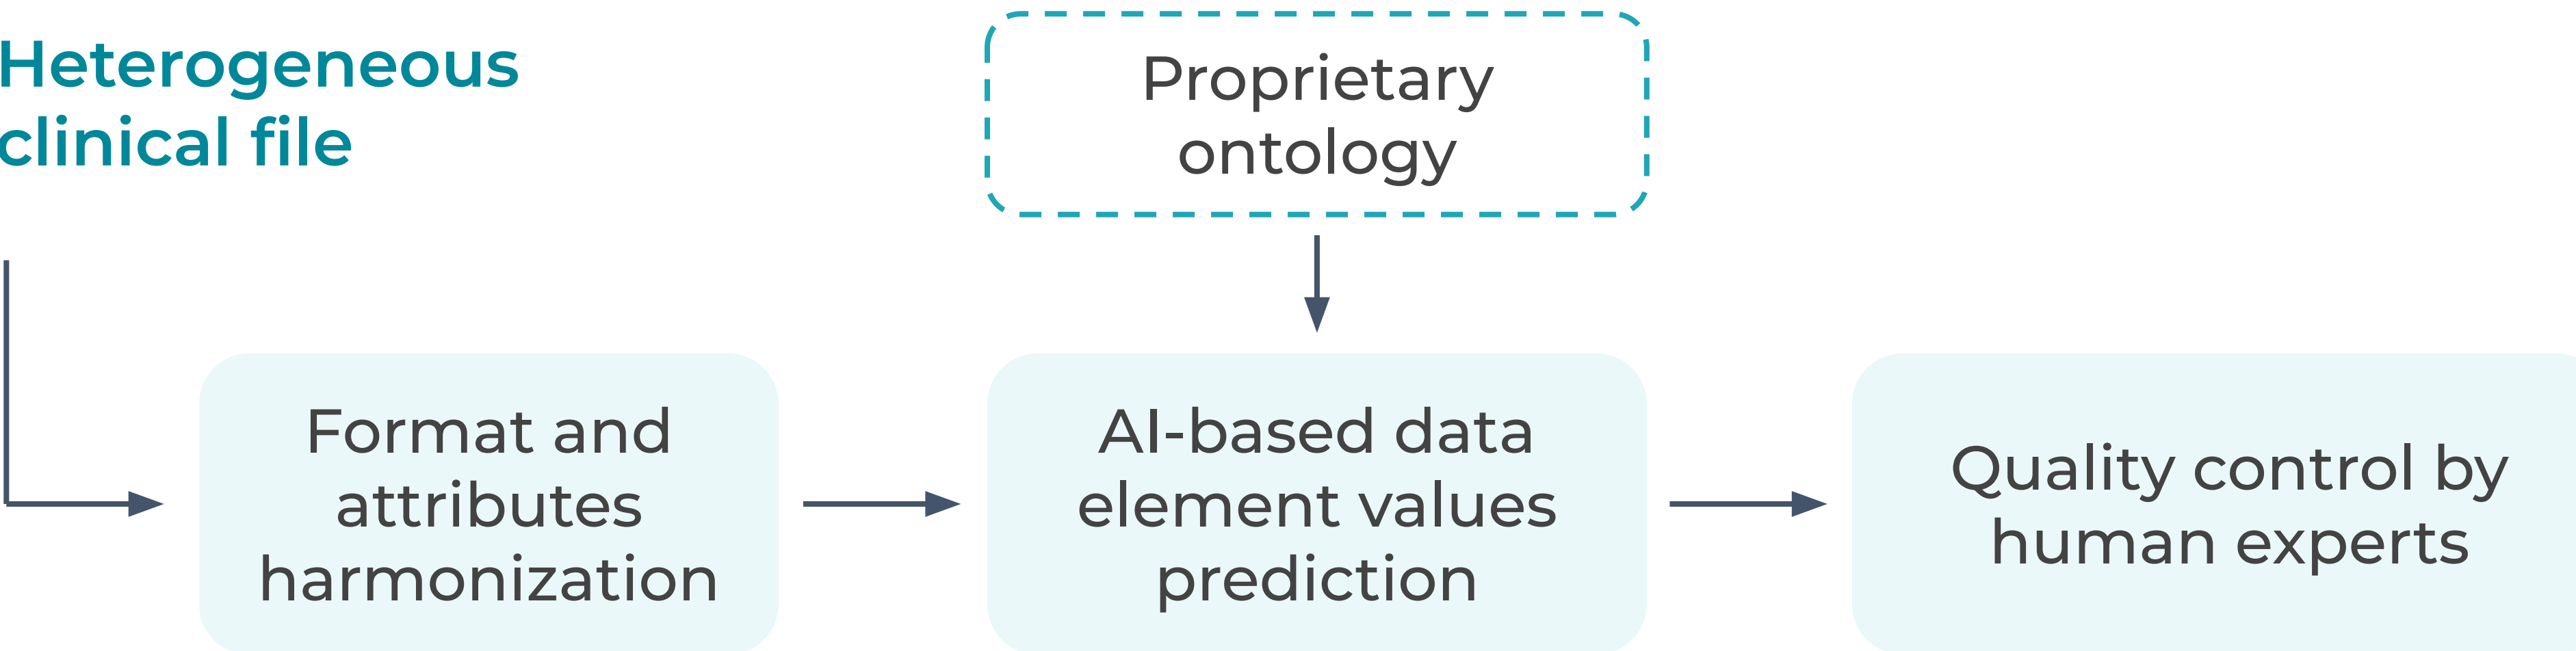 Heterogeneous
clinical file
Proprietary
ontology
Format and
attributes
harmonization
AI-based data
element values
prediction
Quality control by
human experts